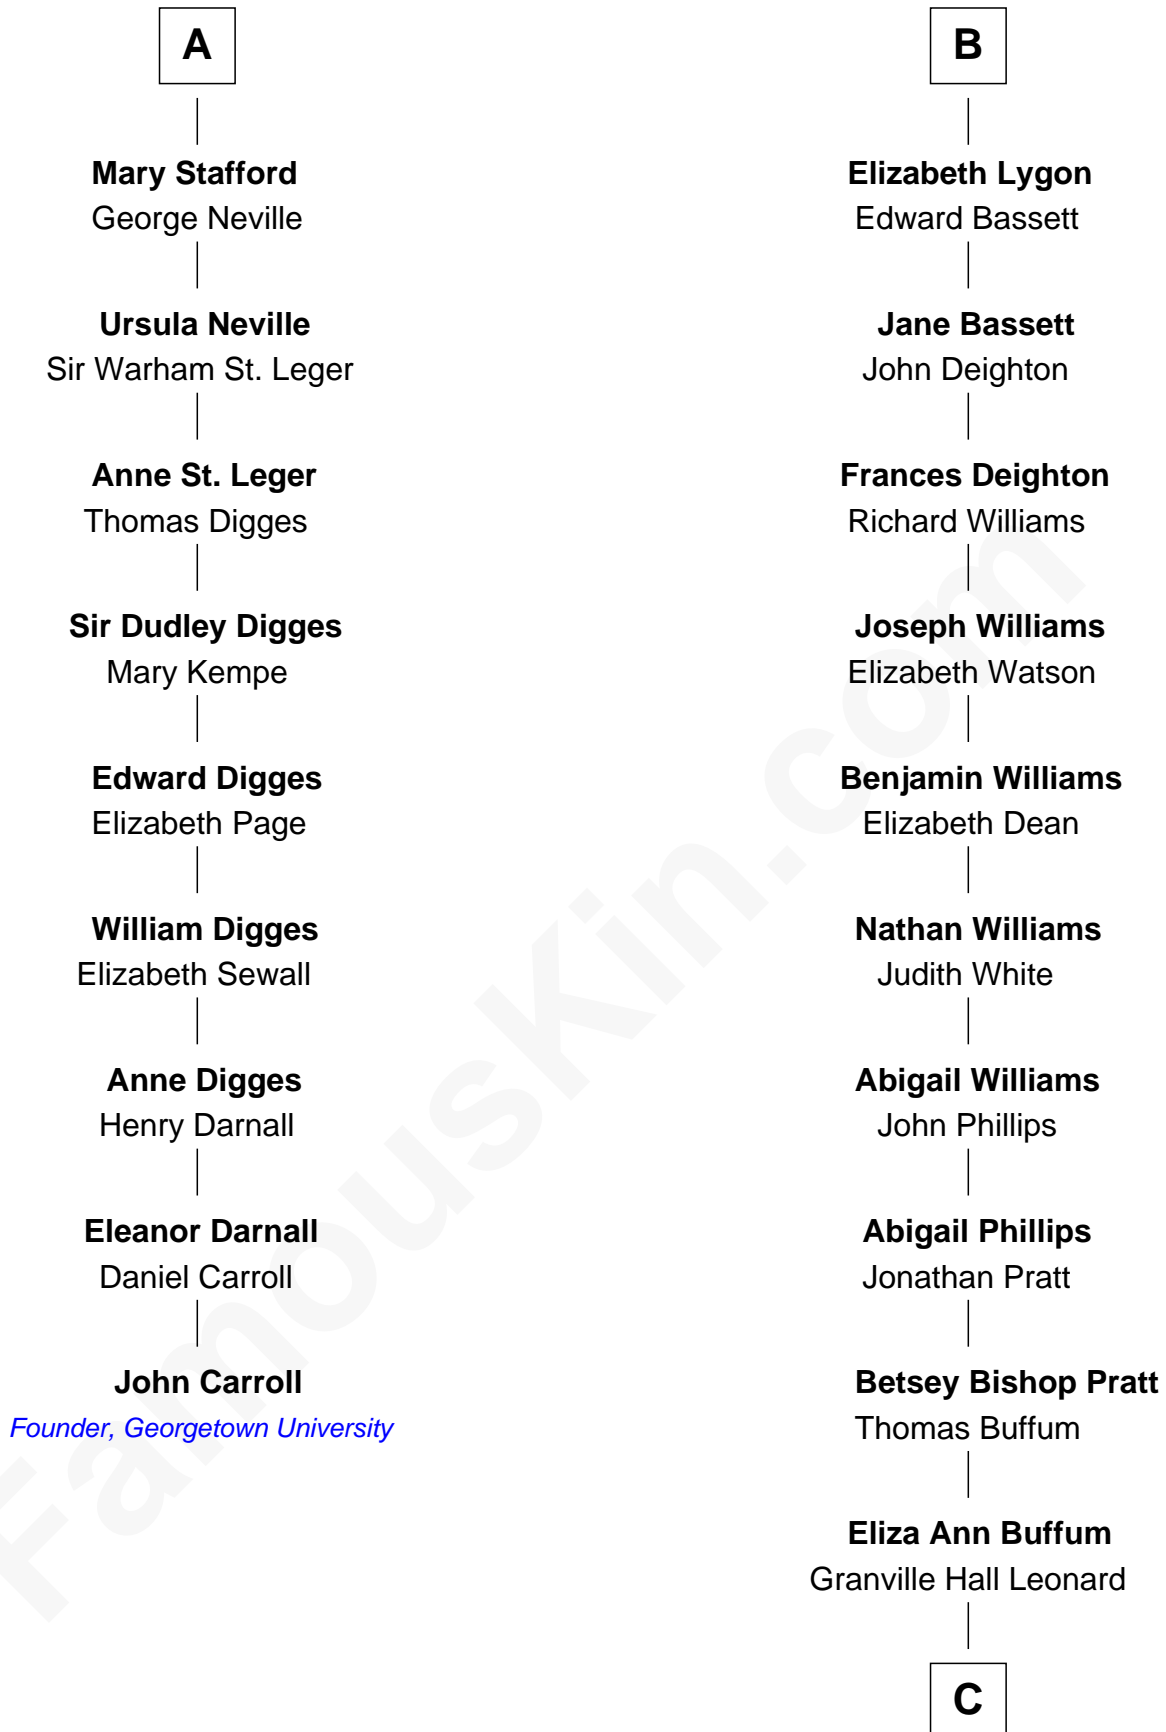 A
Mary Stafford
George Neville
Ursula Neville
Sir Warham St. Leger
Anne St. Leger
Thomas Digges
Sir Dudley Digges
Mary Kempe
Edward Digges
Elizabeth Page
William Digges
Elizabeth Sewall
Anne Digges
Henry Darnall
Eleanor Darnall
Daniel Carroll
John Carroll
Founder, Georgetown University
B
Elizabeth Lygon
Edward Bassett
Jane Bassett
John Deighton
Frances Deighton
Richard Williams
Joseph Williams
Elizabeth Watson
Benjamin Williams
Elizabeth Dean
Nathan Williams
Judith White
Abigail Williams
John Phillips
Abigail Phillips
Jonathan Pratt
Betsey Bishop Pratt
Thomas Buffum
Eliza Ann Buffum
Granville Hall Leonard
C
FamousKin.com